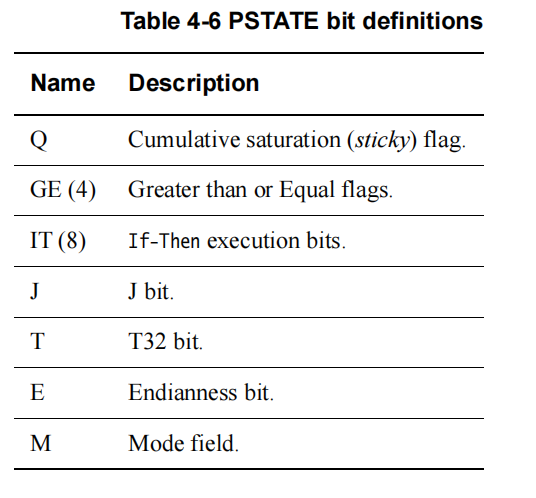 Table 4-6 PSTATE bit definitions
Name Description
Q Cumulative saturation (sticky) flag.
GE (4) Greater than or Equal flags.
IT (8) If-Then execution bits.
J J bit.
T T32 bit.
E Endianness bit.
M Mode field.